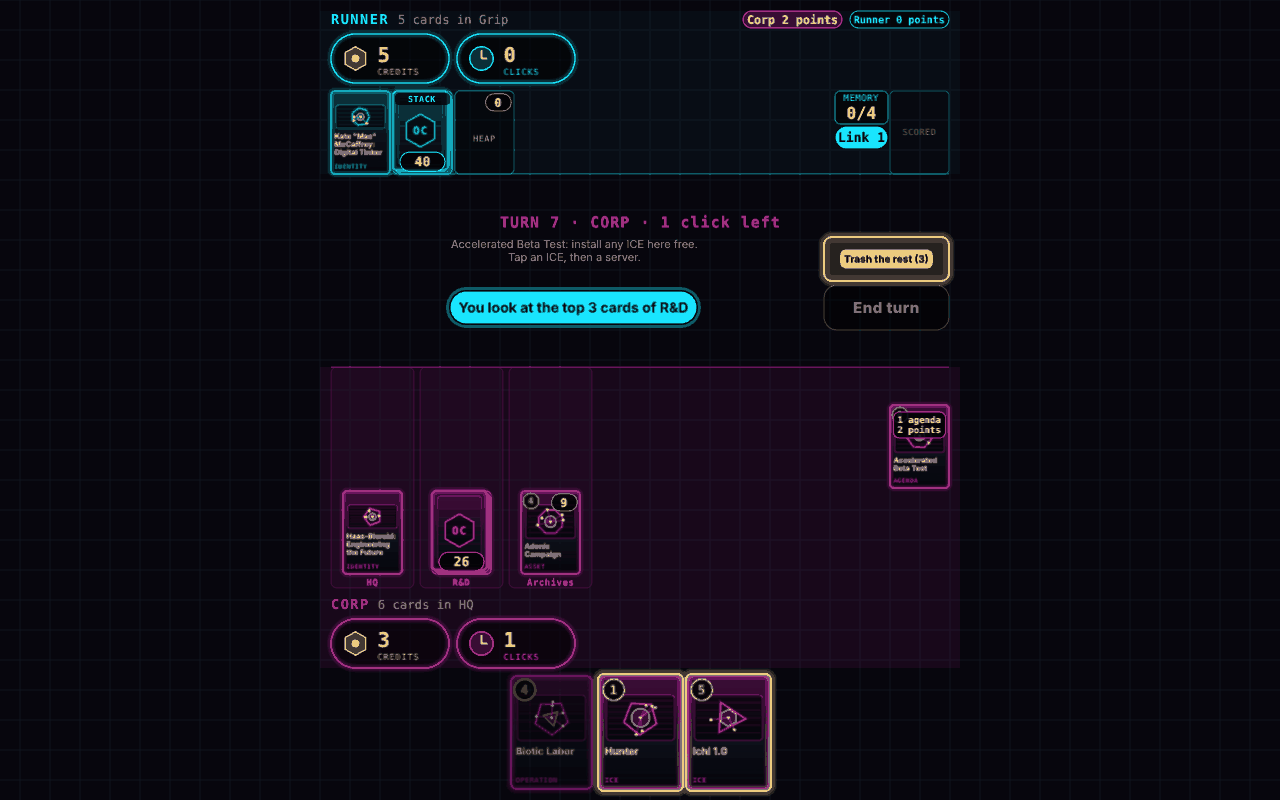 RUNNER 5 cards in Grip
Corp 2 points
Runner 0 points
5
CREDITS
0
CLICKS
Kate "Mac"
McCaffrey:
Digital Tinker
IDENTITY
STACK
OC
40
0
HEAP
MEMORY
0/4
Link 1
SCORED
TURN 7 · CORP · 1 click left
Accelerated Beta Test: install any ICE here free.
Tap an ICE, then a server.
Trash the rest (3)
You look at the top 3 cards of R&D
End turn
1 agenda
2 points
Accelerated
Beta Test
AGENDA
Haas-Bioroid:
Engineering
the Future
IDENTITY
HQ
OC
26
R&D
4
9
Adonis
Campaign
ASSET
Archives
CORP 6 cards in HQ
3
CREDITS
1
CLICKS
4
Biotic Labor
OPERATION
1
Hunter
ICE
5
Ichi 1.0
ICE